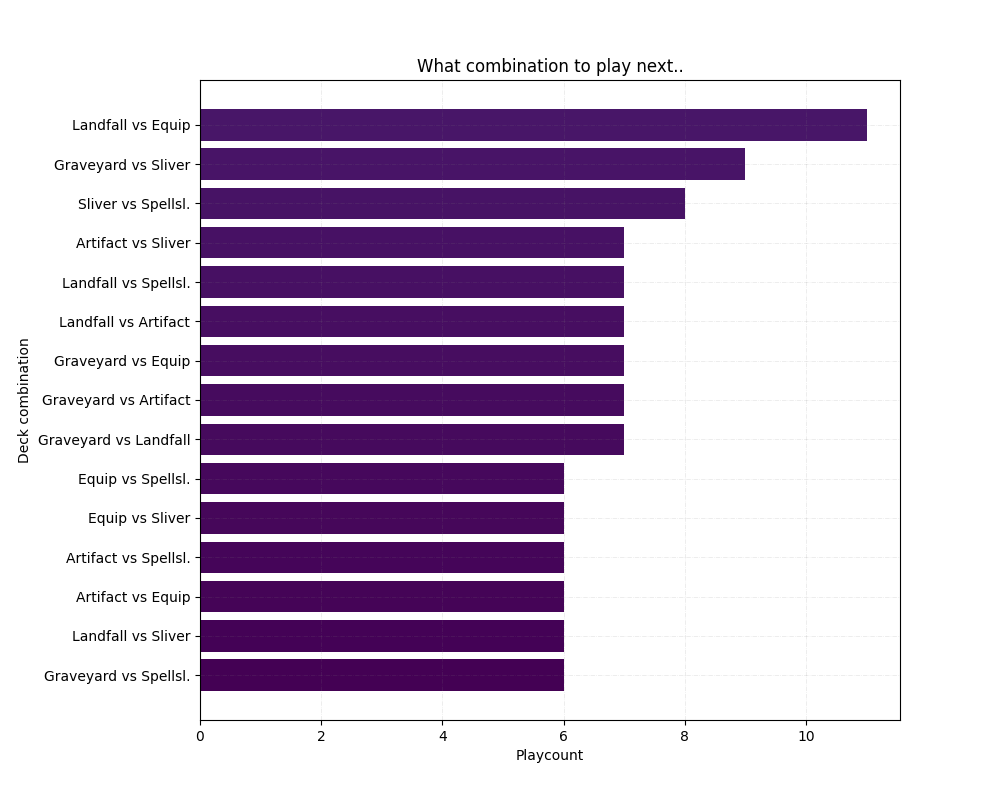 What combination to play next..
Landfall vs Equip
Graveyard vs Sliver
Sliver vs Spellsl.
Artifact vs Sliver
Landfall vs Spellsl.
Landfall vs Artifact
Graveyard vs Equip
Graveyard vs Artifact
Graveyard vs Landfall
Equip vs Spellsl.
Equip vs Sliver
Artifact vs Spellsl.
Artifact vs Equip
Landfall vs Sliver
Graveyard vs Spellsl.
Deck combination
0 2 4 6 8 10
Playcount